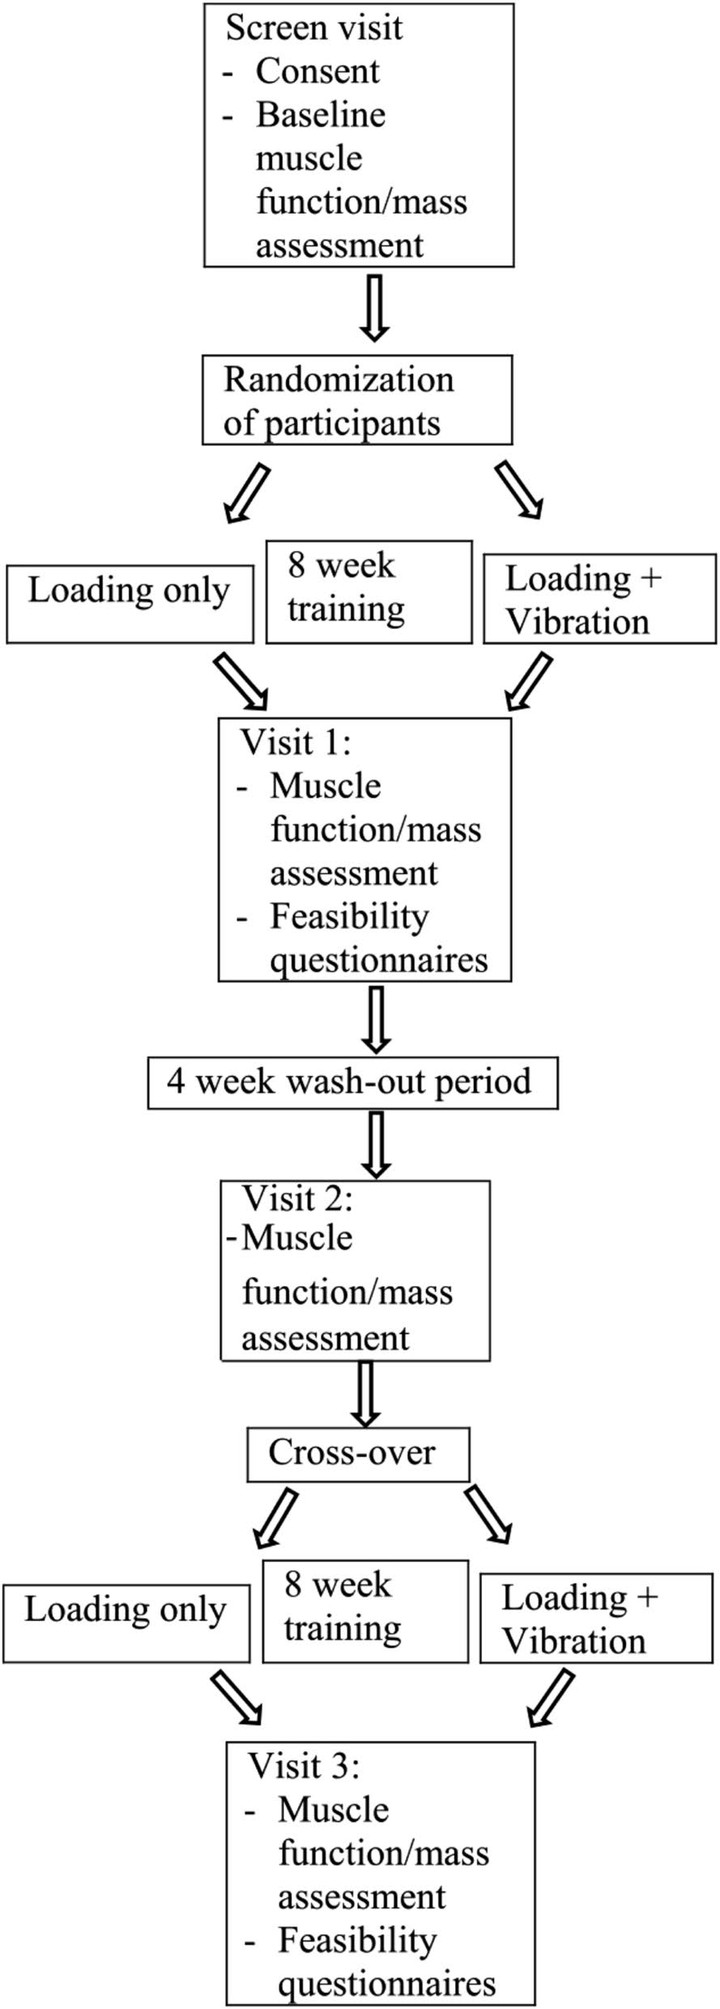 Screen visit
- Consent
- Baseline
muscle
function/mass
assessment
Randomization
of participants
Loading only
8 week
training
Loading +
Vibration
Visit 1:
- Muscle
function/mass
assessment
- Feasibility
questionnaires
4 week wash-out period
Visit 2:
-Muscle
function/mass
assessment
Cross-over
Loading only
8 week
training
Loading +
Vibration
Visit 3:
- Muscle
function/mass
assessment
- Feasibility
questionnaires